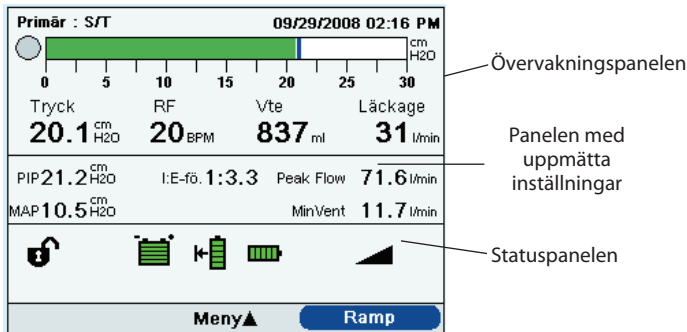 Primär : S/T 09/29/2008 02:16 PM
cm
H2O
0 5 10 15 20 25 30
Tryck RF Vte Läckage
20.1 cm H2O 20 BPM 837 ml 31 l/min
PIP 21.2 cm H2O I:E-fö. 1:3.3 Peak Flow 71.6 l/min
MAP 10.5 cm H2O MinVent 11.7 l/min
Meny▲ Ramp
Övervakningspanelen
Panelen med
uppmätta
inställningar
Statuspanelen